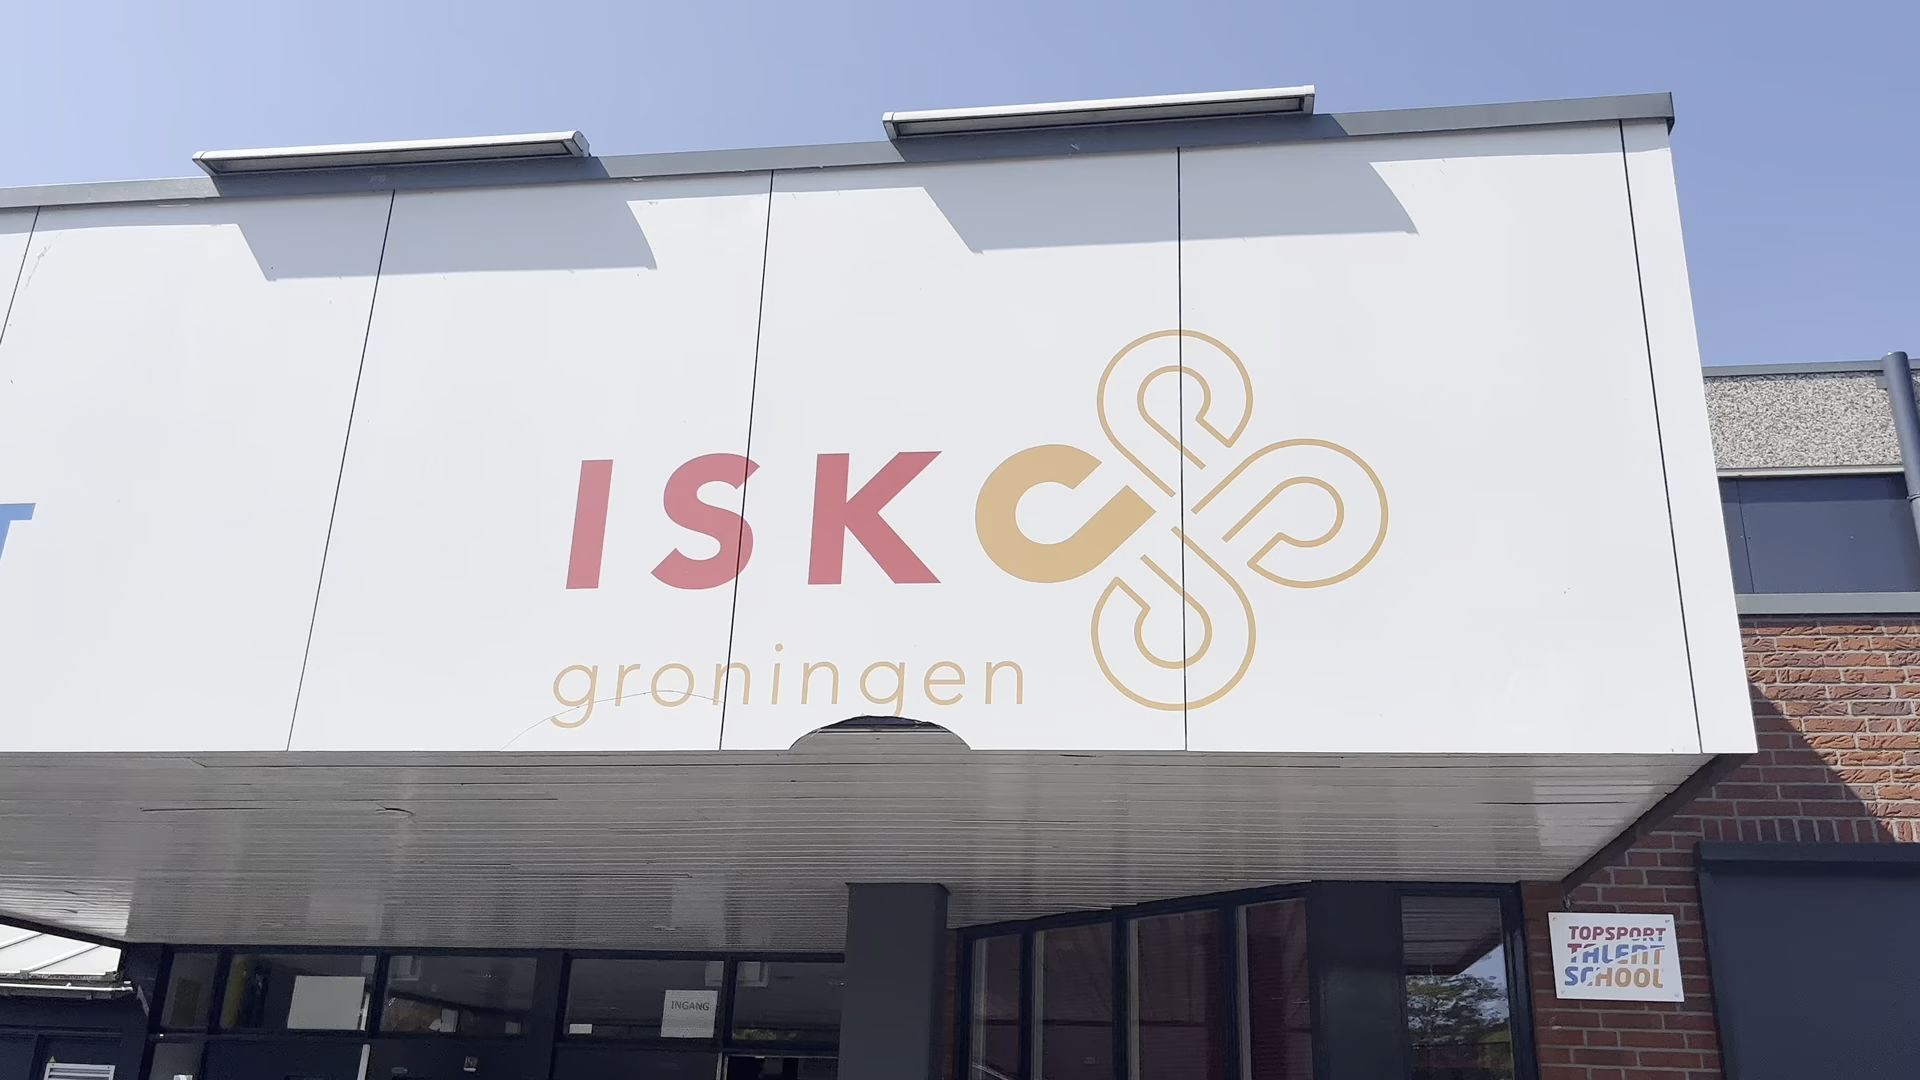 T
ISK
groningen
INGANG
TOPSPORT
TALENT
SCHOOL